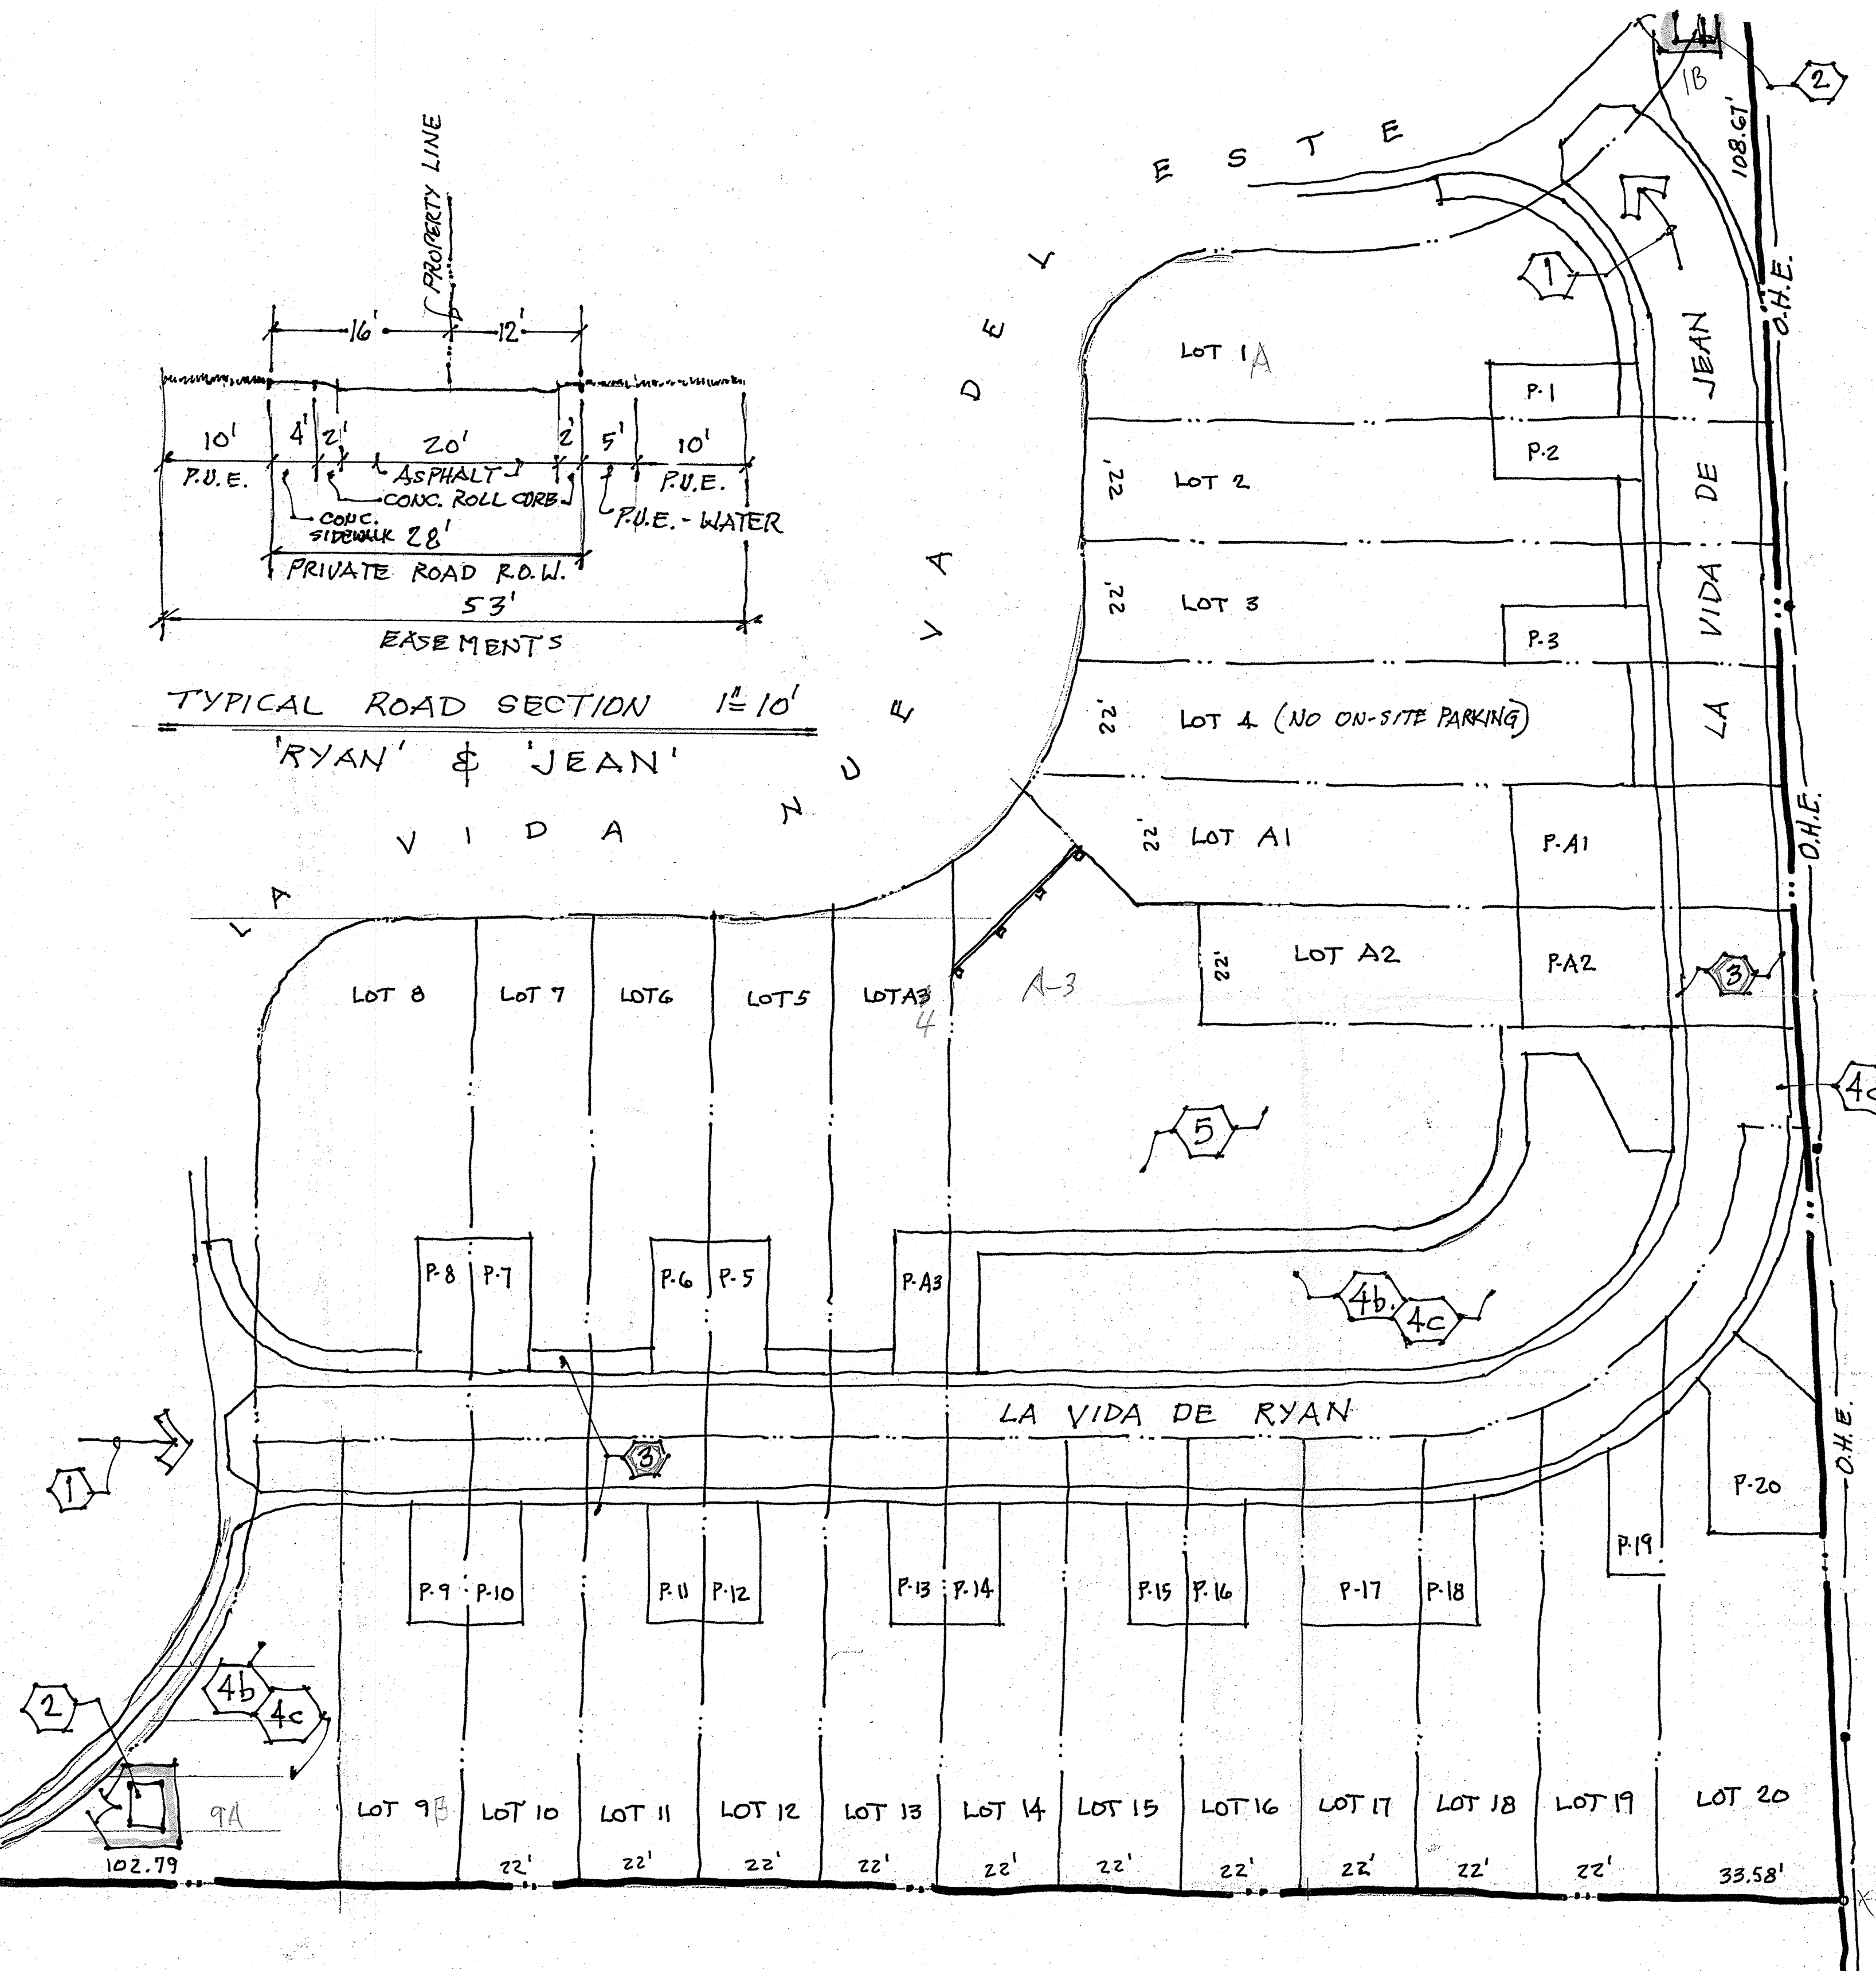 PROPERTY LINE
16'
12'
10'
4'
2'
20'
2'
5'
10'
P.U.E.
ASPHALT
P.U.E.
CONC. ROLL CURB
CONC.
SIDEWALK
P.U.E. - WATER
28'
PRIVATE ROAD R.O.W.
53'
EASEMENTS
TYPICAL ROAD SECTION 1"=10'
'RYAN' & 'JEAN'
LA VIDA NUEVA DEL ESTE
1B
2
108.67'
O.H.E.
1
LA VIDA DE JEAN
LOT 1A
P-1
P-2
22'
LOT 2
22'
LOT 3
P-3
22'
LOT 4 (NO ON-SITE PARKING)
22'
LOT A1
P-A1
O.H.E.
22'
LOT A2
P-A2
3
LOT 8
LOT 7
LOT 6
LOT 5
LOT A3
4
A-3
5
P-8
P-7
P-6
P-5
P-A3
4b.
4c
LA VIDA DE RYAN
1
3
O.H.E.
P-9
P-10
P-11
P-12
P-13
P-14
P-15
P-16
P-17
P-18
P-19
P-20
2
4b
4c
9A
LOT 9B
LOT 10
LOT 11
LOT 12
LOT 13
LOT 14
LOT 15
LOT 16
LOT 17
LOT 18
LOT 19
LOT 20
102.79
22'
22'
22'
22'
22'
22'
22'
22'
22'
22'
33.58'